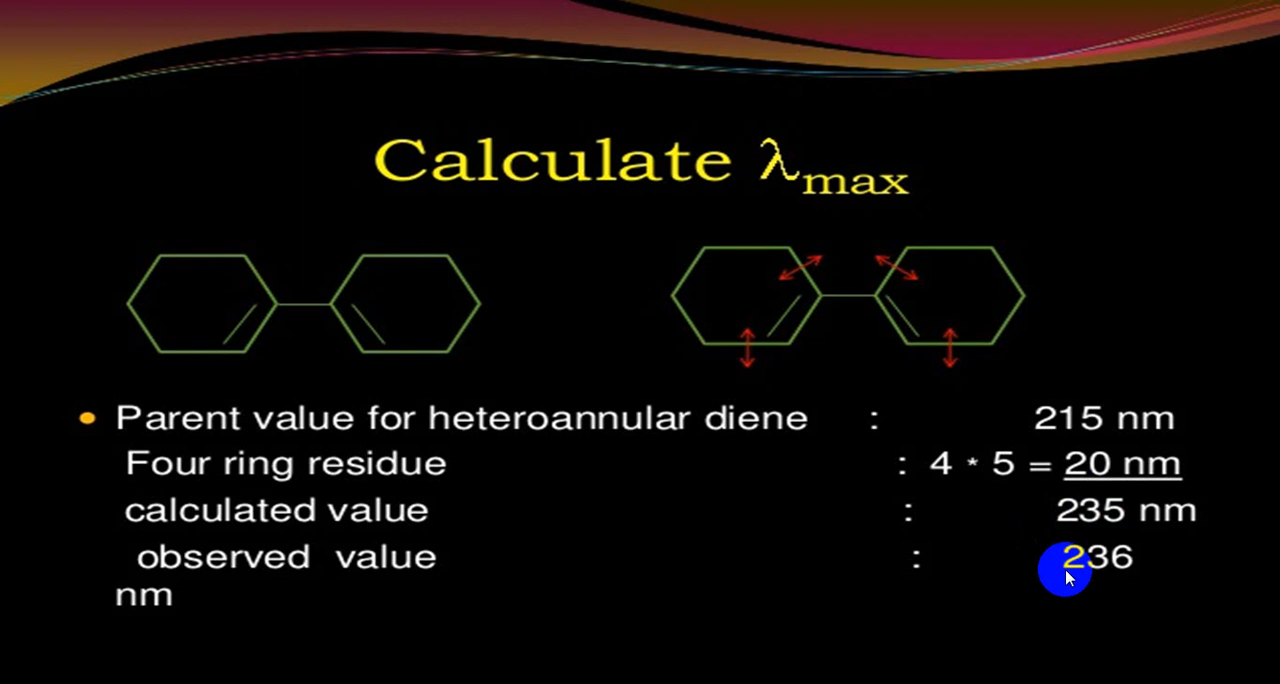 Calculate λmax
Parent value for heteroannular diene : 215 nm
Four ring residue : 4 * 5 = 20 nm
calculated value : 235 nm
observed value : 236
nm